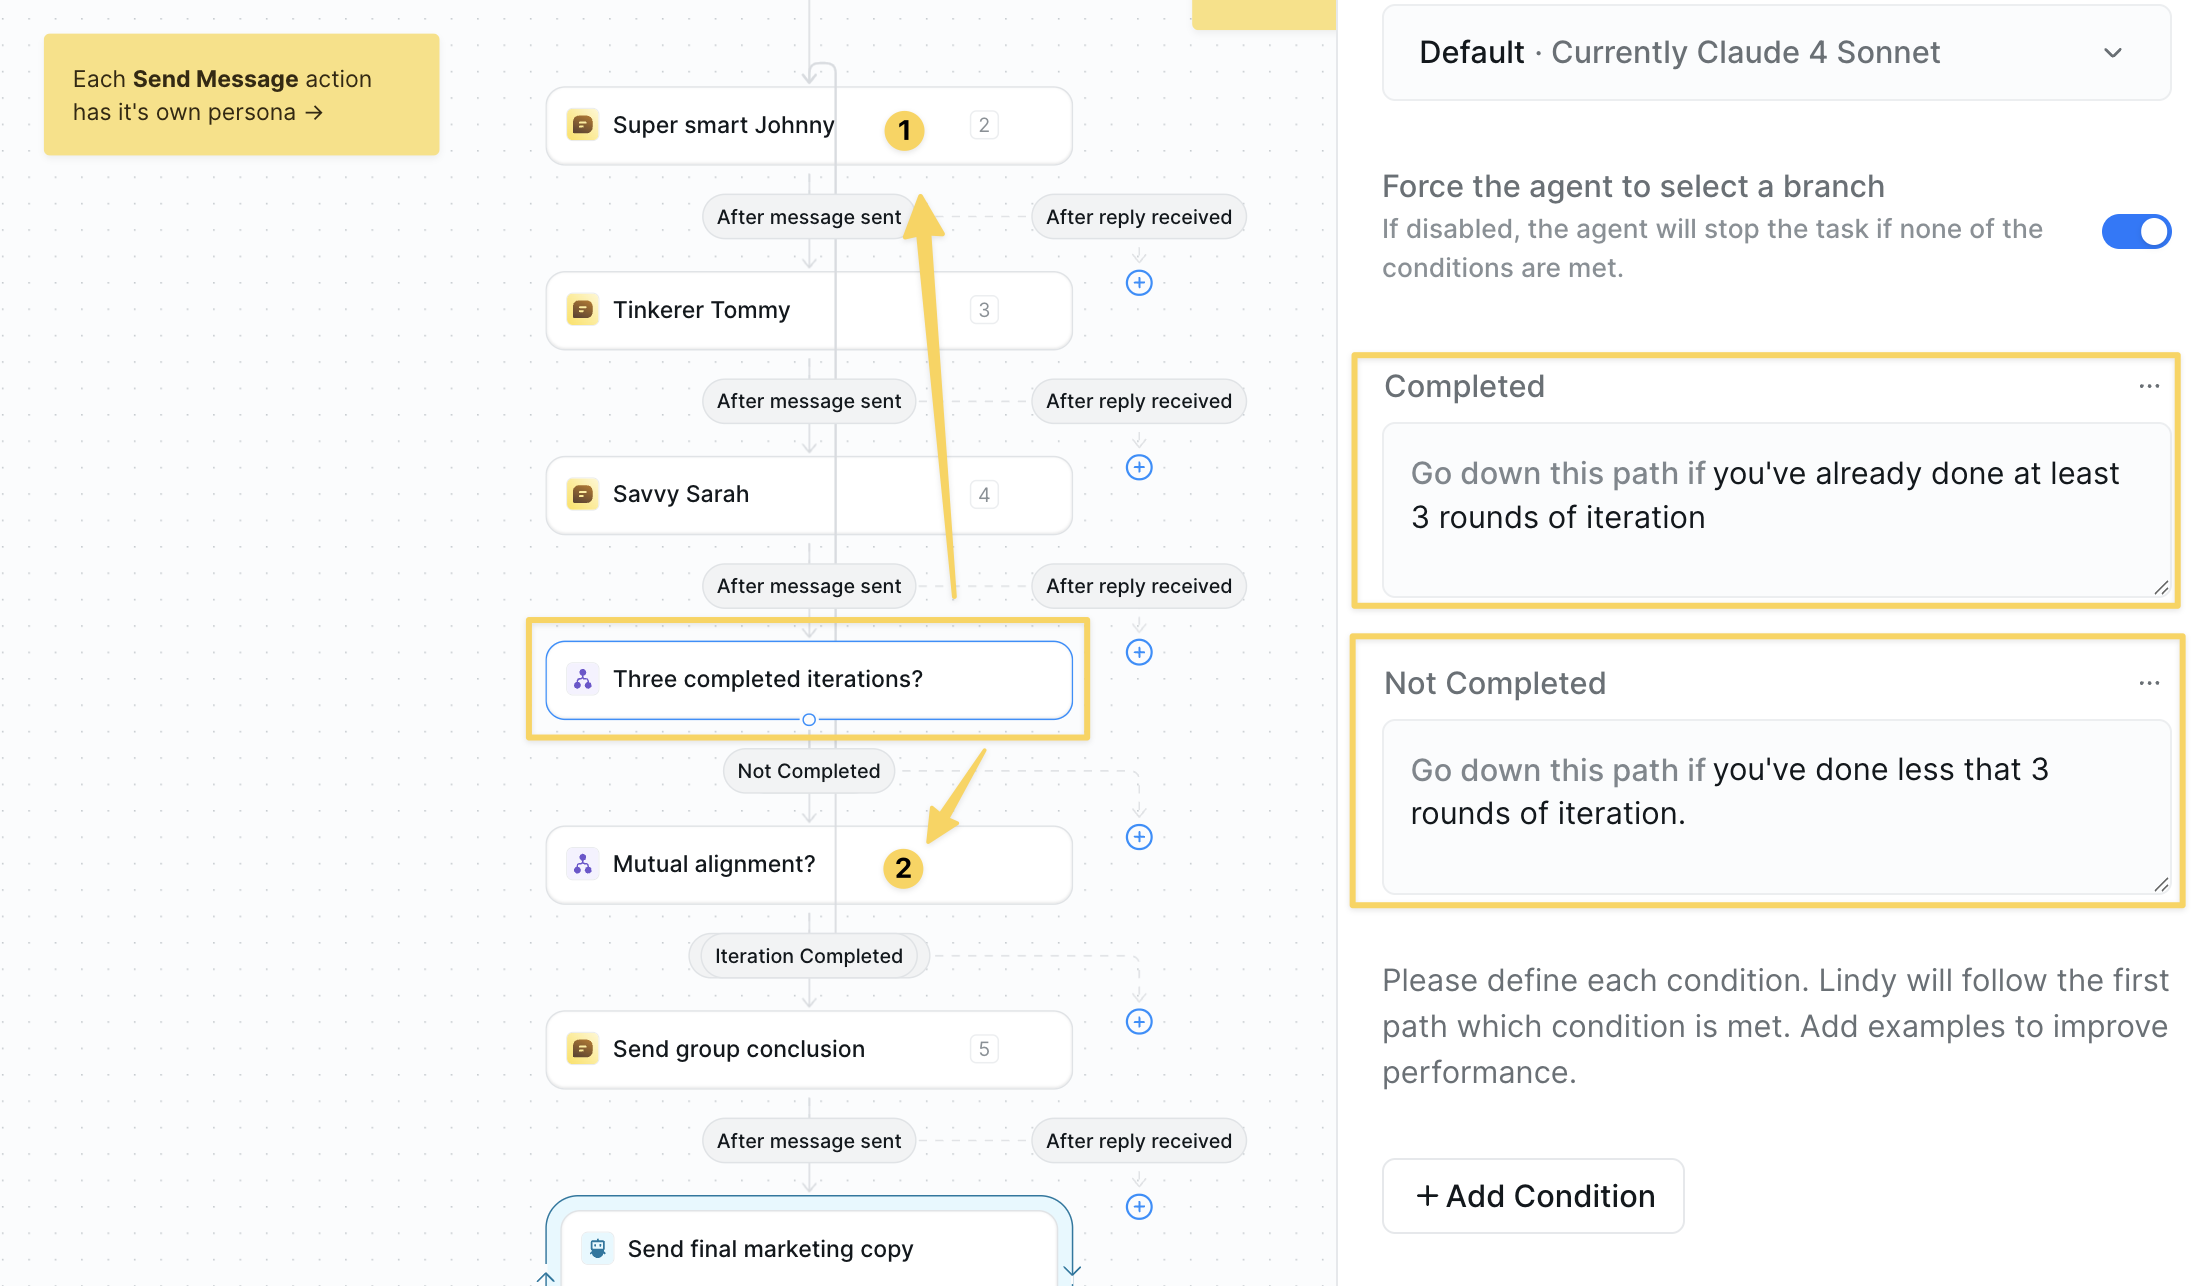 Each Send Message action
has it's own persona →
Super smart Johnny
1
2
After message sent
After reply received
Tinkerer Tommy
3
After message sent
After reply received
Savvy Sarah
4
After message sent
After reply received
Three completed iterations?
Not Completed
Mutual alignment?
2
Iteration Completed
Send group conclusion
5
After message sent
After reply received
Send final marketing copy
Default · Currently Claude 4 Sonnet
Force the agent to select a branch
If disabled, the agent will stop the task if none of the
conditions are met.
Completed
Go down this path if you've already done at least
3 rounds of iteration
Not Completed
Go down this path if you've done less that 3
rounds of iteration.
Please define each condition. Lindy will follow the first
path which condition is met. Add examples to improve
performance.
+ Add Condition